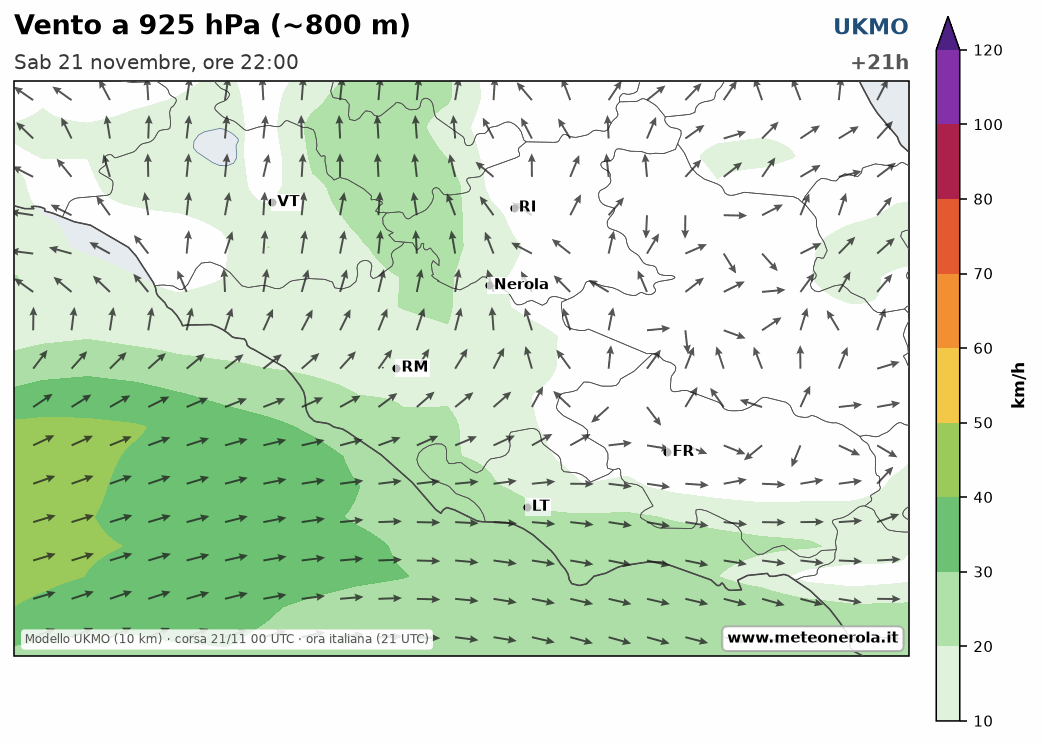 Vento a 925 hPa (~800 m)
UKMO
Sab 21 novembre, ore 22:00
+21h
120
100
80
70
60
50
40
30
20
10
km/h
VT
RI
Nerola
RM
FR
LT
Modello UKMO (10 km) · corsa 21/11 00 UTC · ora italiana (21 UTC)
www.meteonerola.it